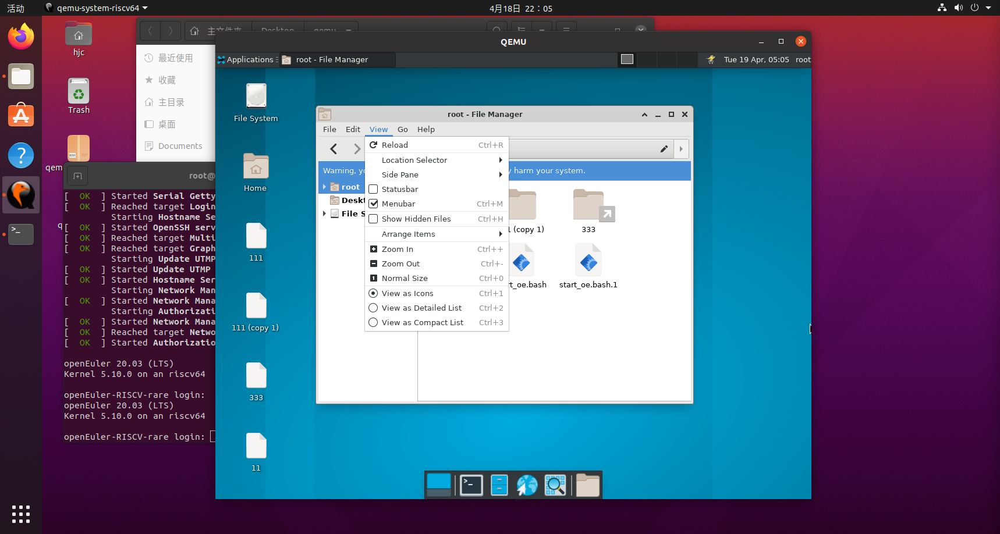 活动
qemu-system-riscv64
4月18日 22：05
hjc
Trash
qem
q
主文件夹
Desktop
qemu
最近使用
收藏
主目录
桌面
Documents
root@
[  OK  ] Started Serial Getty
[  OK  ] Reached target Login
Starting Hostname Se
[  OK  ] Started OpenSSH serv
[  OK  ] Reached target Multi
[  OK  ] Reached target Graph
Starting Update UTMP
[  OK  ] Started Update UTMP
[  OK  ] Started Hostname Ser
Starting Network Man
[  OK  ] Started Network Mana
Starting Authorizati
[  OK  ] Started Network Mana
[  OK  ] Reached target Netwo
[  OK  ] Started Authorizatio
openEuler 20.03 (LTS)
Kernel 5.10.0 on an riscv64
openEuler-RISCV-rare login:
openEuler 20.03 (LTS)
Kernel 5.10.0 on an riscv64
openEuler-RISCV-rare login:
QEMU
Applications
root - File Manager
Tue 19 Apr, 05:05
root
File System
Home
111
111 (copy 1)
333
11
root - File Manager
File Edit View Go Help
Warning, yo
y harm your system.
root
Deskt
File S
Reload Ctrl+R
Location Selector
Side Pane
Statusbar
Menubar Ctrl+M
Show Hidden Files Ctrl+H
Arrange Items
Zoom In Ctrl++
Zoom Out Ctrl+-
Normal Size Ctrl+0
View as Icons Ctrl+1
View as Detailed List Ctrl+2
View as Compact List Ctrl+3
1 (copy 1)
333
rt_oe.bash
start_oe.bash.1